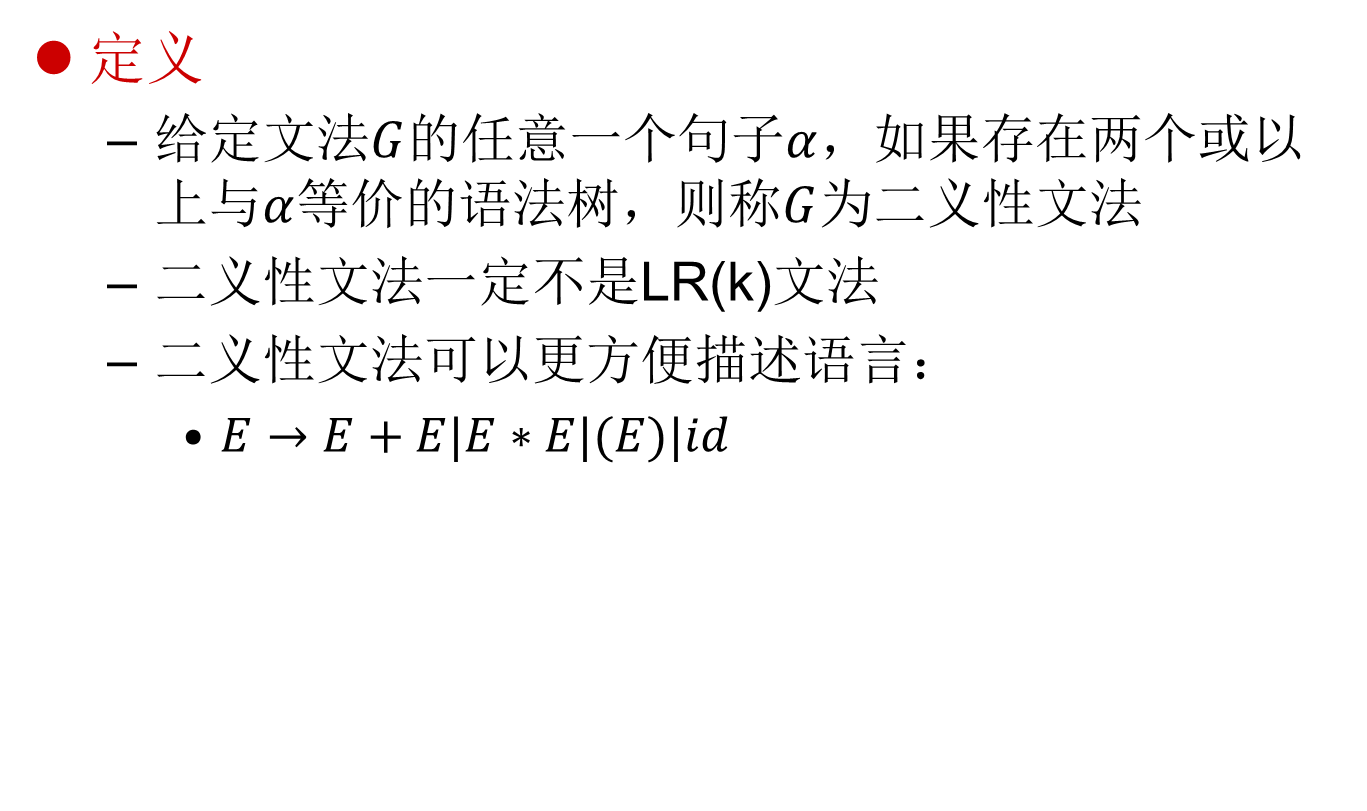 ● 定义
– 给定文法𝐺的任意一个句子𝛼，如果存在两个或以
上与𝛼等价的语法树，则称𝐺为二义性文法
– 二义性文法一定不是LR(k)文法
– 二义性文法可以更方便描述语言：
• 𝐸 → 𝐸 + 𝐸|𝐸 ∗ 𝐸|(𝐸)|𝑖𝑑